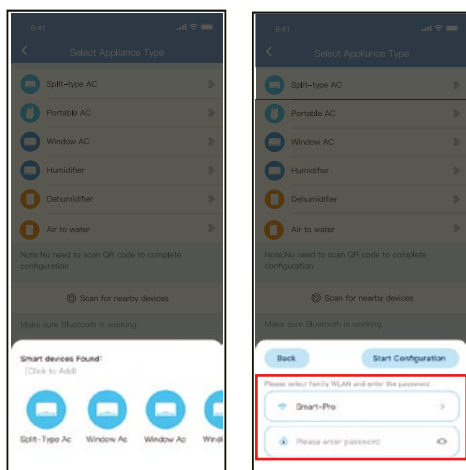 9:41
Select Appliance Type
Split-type AC
Portable AC
Window AC
Humidifier
Dehumidifier
Air to water
Note:No need to scan QR code to complete
configuration
Scan for nearby devices
Make sure Bluetooth is working.
Smart devices Found:
(Click to Add)
Split-Type Ac
Window Ac
Window Ac
Wind
9:41
Select Appliance Type
Split-type AC
Portable AC
Window AC
Humidifier
Dehumidifier
Air to water
Note:No need to scan QR code to complete
configuration
Scan for nearby devices
Make sure Bluetooth is working.
Back
Start Configuration
Please select family WLAN and enter the password
Smart-Pro
Please enter password